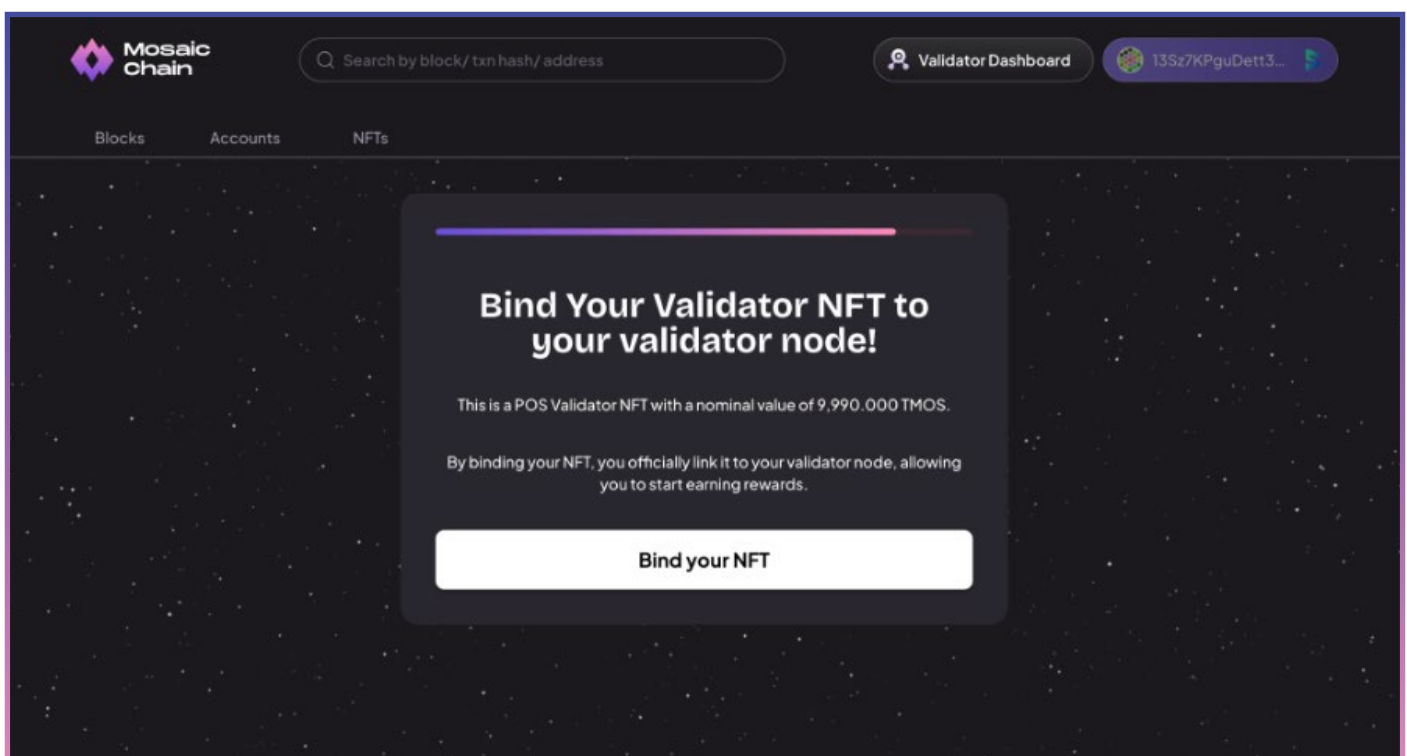 Mosaic
Chain
Search by block/ txn hash/ address
Validator Dashboard
13Sz7KPguDett3...
Blocks
Accounts
NFTs
Bind Your Validator NFT to
your validator node!
This is a POS Validator NFT with a nominal value of 9,990.000 TMOS.
By binding your NFT, you officially link it to your validator node, allowing
you to start earning rewards.
Bind your NFT